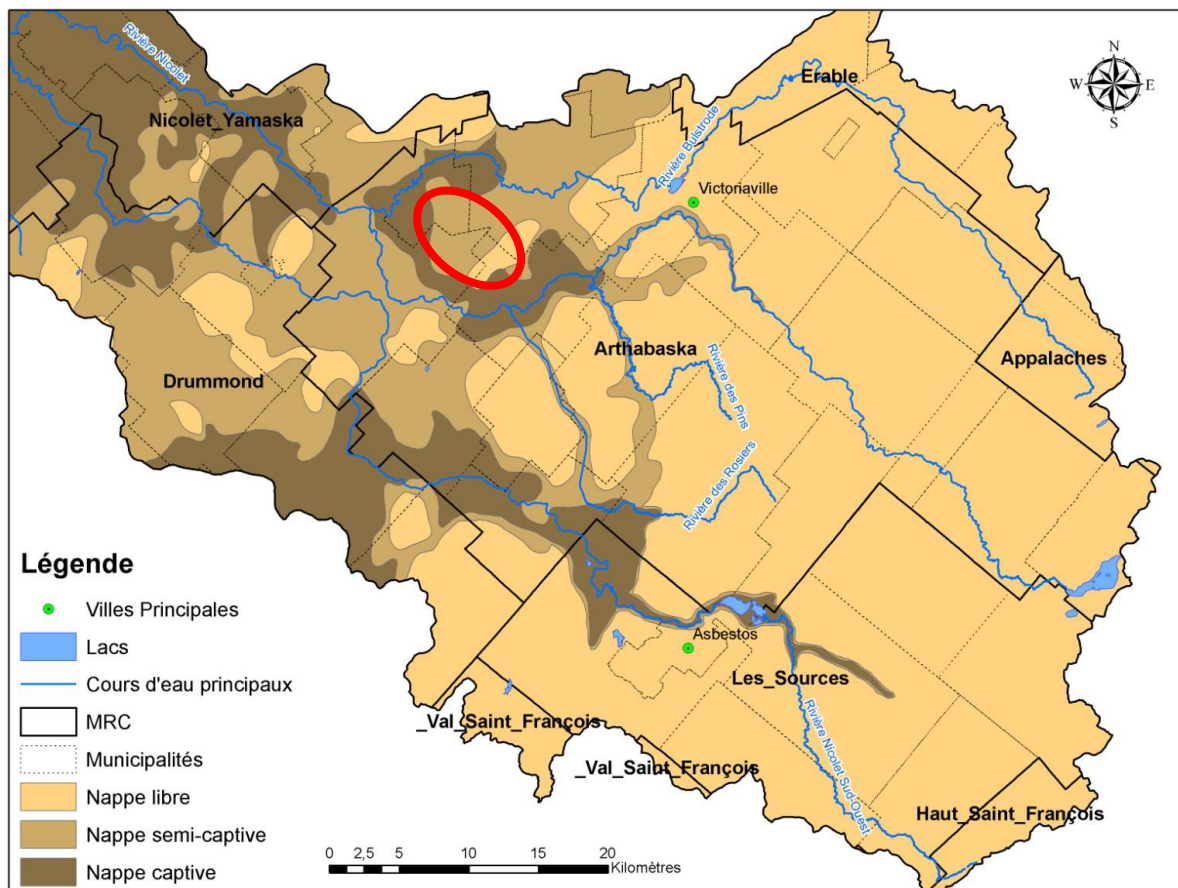 Rivière Nicolet
Erable
N
W E
S
Nicolet_Yamaska
Rivière Bulstrode
Victoriaville
Arthabaska
Rivière des Pins
Appalaches
Drummond
Rivière des Rosiers
Asbestos
Les_Sources
_Val_Saint_François
_Val_Saint_François
Rivière Nicolet Sud-Ouest
Haut_Saint_François
Légende
Villes Principales
Lacs
Cours d'eau principaux
MRC
Municipalités
Nappe libre
Nappe semi-captive
Nappe captive
0 2,5 5 10 15 20
Kilomètres